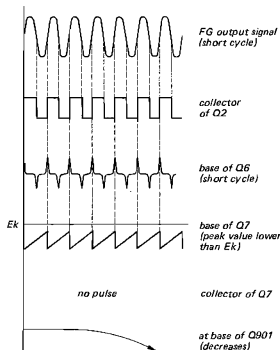 FG output signal
(short cycle)
collector
of Q2
base of Q6
(short cycle)
Ek
base of Q7
(peak value lower
than Ek)
no pulse
collector of Q7
at base of Q901
(decreases)